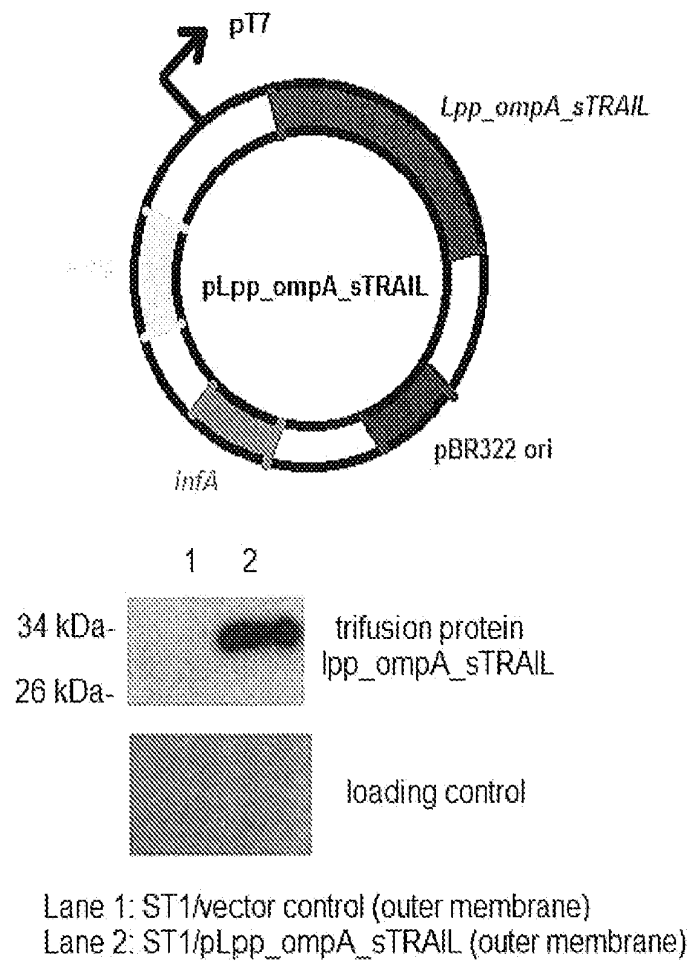 pT7
Lpp_ompA_sTRAIL
pLpp_ompA_sTRAIL
pBR322 ori
infA
1 2
34 kDa-
trifusion protein
lpp_ompA_sTRAIL
26 kDa-
loading control
Lane 1: ST1/vector control (outer membrane)
Lane 2: ST1/pLpp_ompA_sTRAIL (outer membrane)